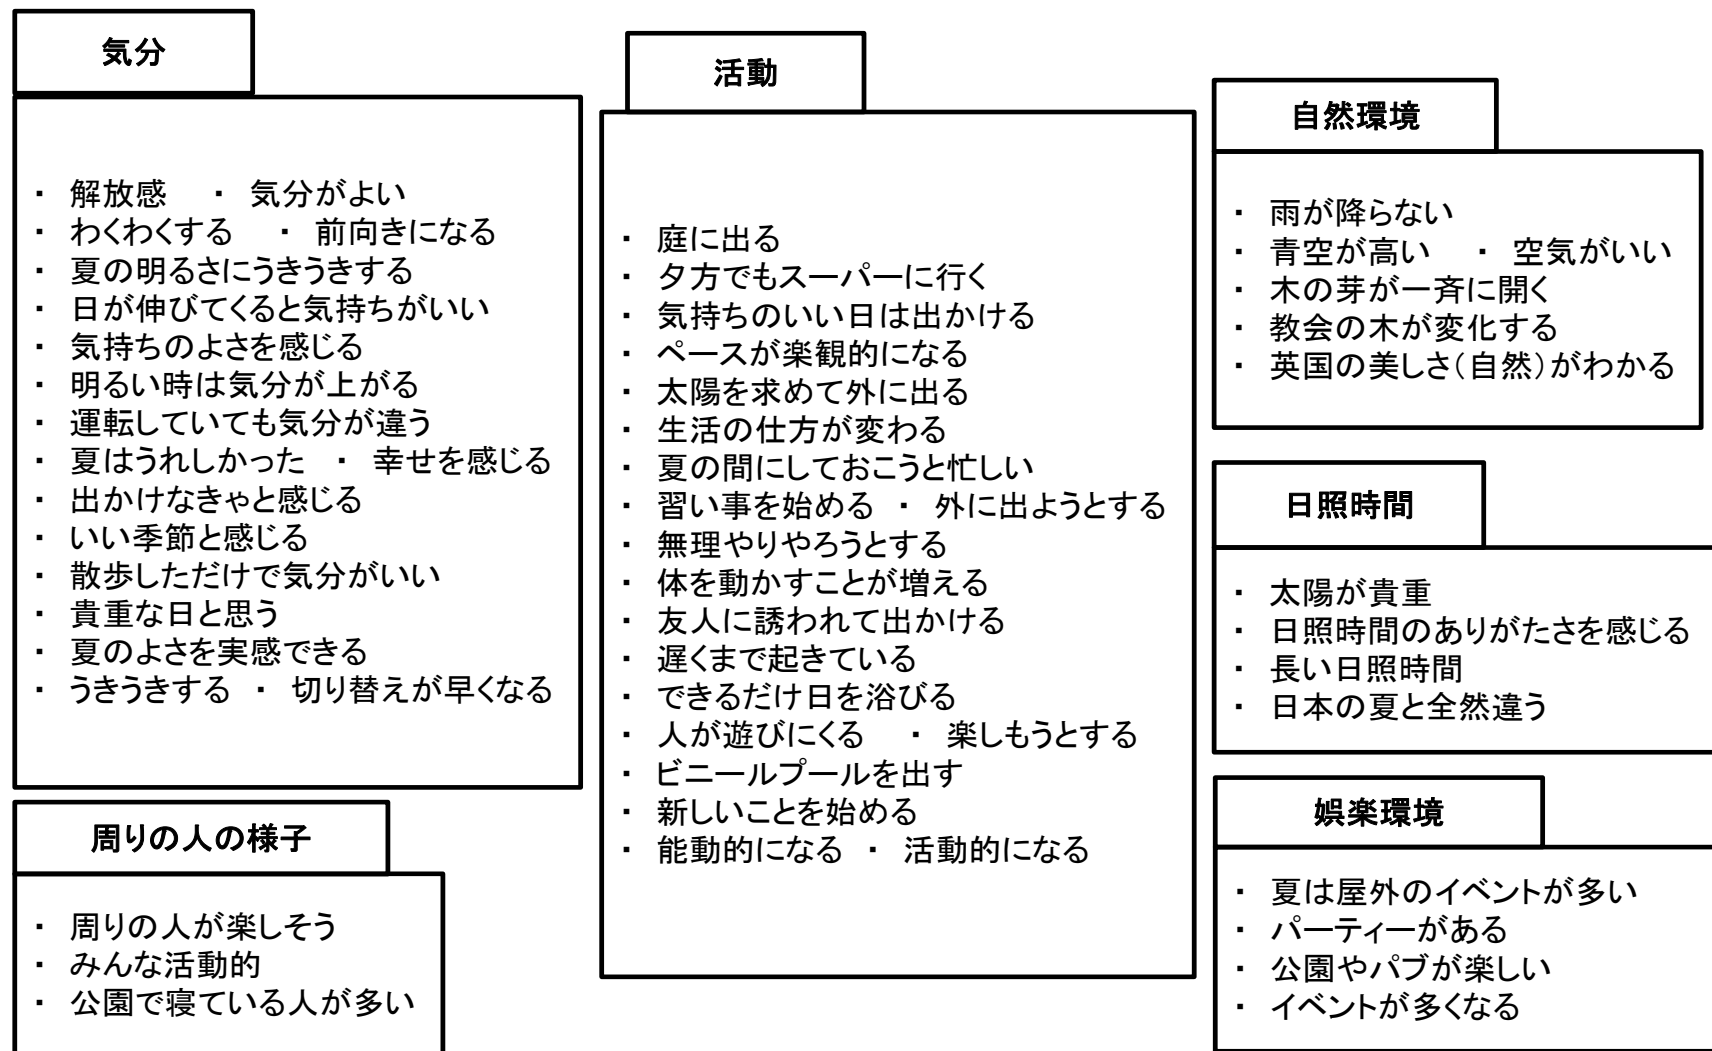 気分
・ 解放感 ・ 気分がよい
・ わくわくする ・ 前向きになる
・ 夏の明るさにうきうきする
・ 日が伸びてくると気持ちがいい
・ 気持ちのよさを感じる
・ 明るい時は気分が上がる
・ 運転していても気分が違う
・ 夏はうれしかった ・ 幸せを感じる
・ 出かけなきゃと感じる
・ いい季節と感じる
・ 散歩しただけで気分がいい
・ 貴重な日と思う
・ 夏のよさを実感できる
・ うきうきする ・ 切り替えが早くなる
周りの人の様子
・ 周りの人が楽しそう
・ みんな活動的
・ 公園で寝ている人が多い
活動
・ 庭に出る
・ 夕方でもスーパーに行く
・ 気持ちのいい日は出かける
・ ペースが楽観的になる
・ 太陽を求めて外に出る
・ 生活の仕方が変わる
・ 夏の間にしておこうと忙しい
・ 習い事を始める ・ 外に出ようとする
・ 無理やりやろうとする
・ 体を動かすことが増える
・ 友人に誘われて出かける
・ 遅くまで起きている
・ できるだけ日を浴びる
・ 人が遊びにくる ・ 楽しもうとする
・ ビニールプールを出す
・ 新しいことを始める
・ 能動的になる ・ 活動的になる
自然環境
・ 雨が降らない
・ 青空が高い ・ 空気がいい
・ 木の芽が一斉に開く
・ 教会の木が変化する
・ 英国の美しさ(自然)がわかる
日照時間
・ 太陽が貴重
・ 日照時間のありがたさを感じる
・ 長い日照時間
・ 日本の夏と全然違う
娯楽環境
・ 夏は屋外のイベントが多い
・ パーティーがある
・ 公園やパブが楽しい
・ イベントが多くなる